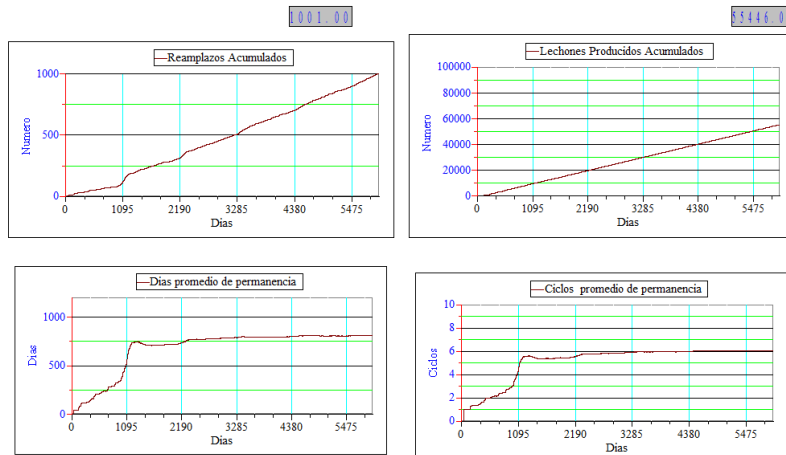 1001.00
55446.0
Reamplazos Acumulados
1000
500
0
Numero
0 1095 2190 3285 4380 5475
Dias
Lechones Producidos Acumulados
100000
80000
60000
40000
20000
0
Numero
0 1095 2190 3285 4380 5475
Dias
Dias promedio de permanencia
1000
500
0
Dias
0 1095 2190 3285 4380 5475
Dias
Ciclos promedio de permanencia
10
8
6
4
2
0
Ciclos
0 1095 2190 3285 4380 5475
Dias